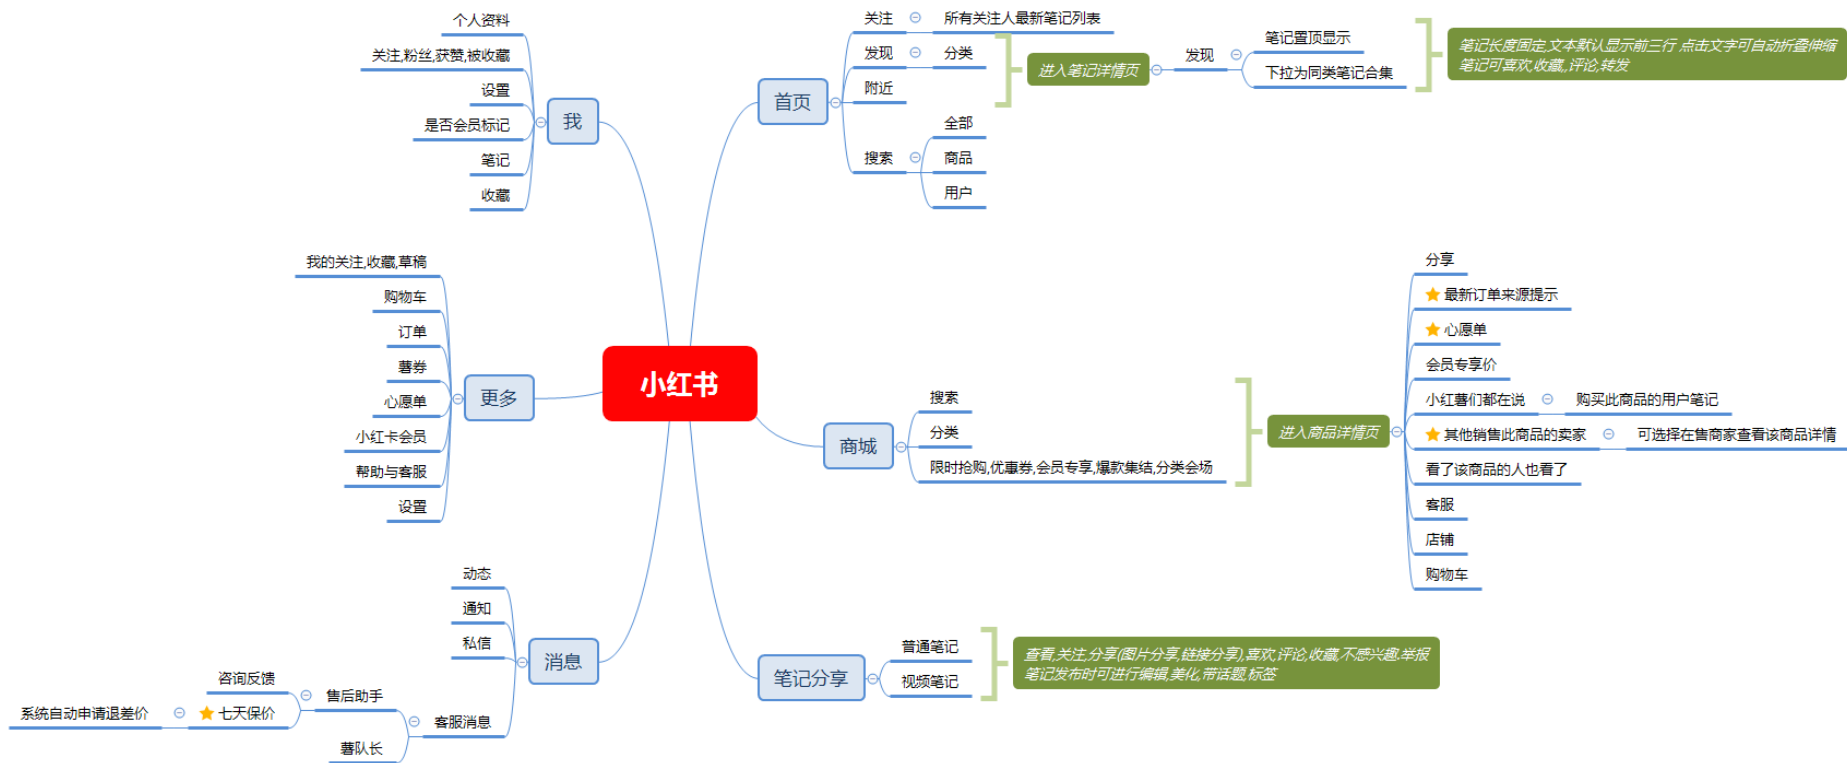 小红书
首页
关注
所有关注人最新笔记列表
发现
分类
附近
进入笔记详情页
发现
笔记置顶显示
下拉为同类笔记合集
笔记长度固定,文本默认显示前三行 点击文字可自动折叠伸缩
笔记可喜欢,收藏,,评论,转发
搜索
全部
商品
用户
商城
搜索
分类
限时抢购,优惠券,会员专享,爆款集结,分类会场
进入商品详情页
分享
最新订单来源提示
心愿单
会员专享价
小红薯们都在说
购买此商品的用户笔记
其他销售此商品的卖家
可选择在售商家查看该商品详情
看了该商品的人也看了
客服
店铺
购物车
笔记分享
普通笔记
视频笔记
查看,关注,分享(图片分享,链接分享),喜欢,评论,收藏,不感兴趣.举报
笔记发布时可进行编辑,美化,带话题,标签
我
个人资料
关注,粉丝,获赞,被收藏
设置
是否会员标记
笔记
收藏
更多
我的关注,收藏,草稿
购物车
订单
薯券
心愿单
小红卡会员
帮助与客服
设置
消息
动态
通知
私信
客服消息
售后助手
咨询反馈
七天保价
系统自动申请退差价
薯队长